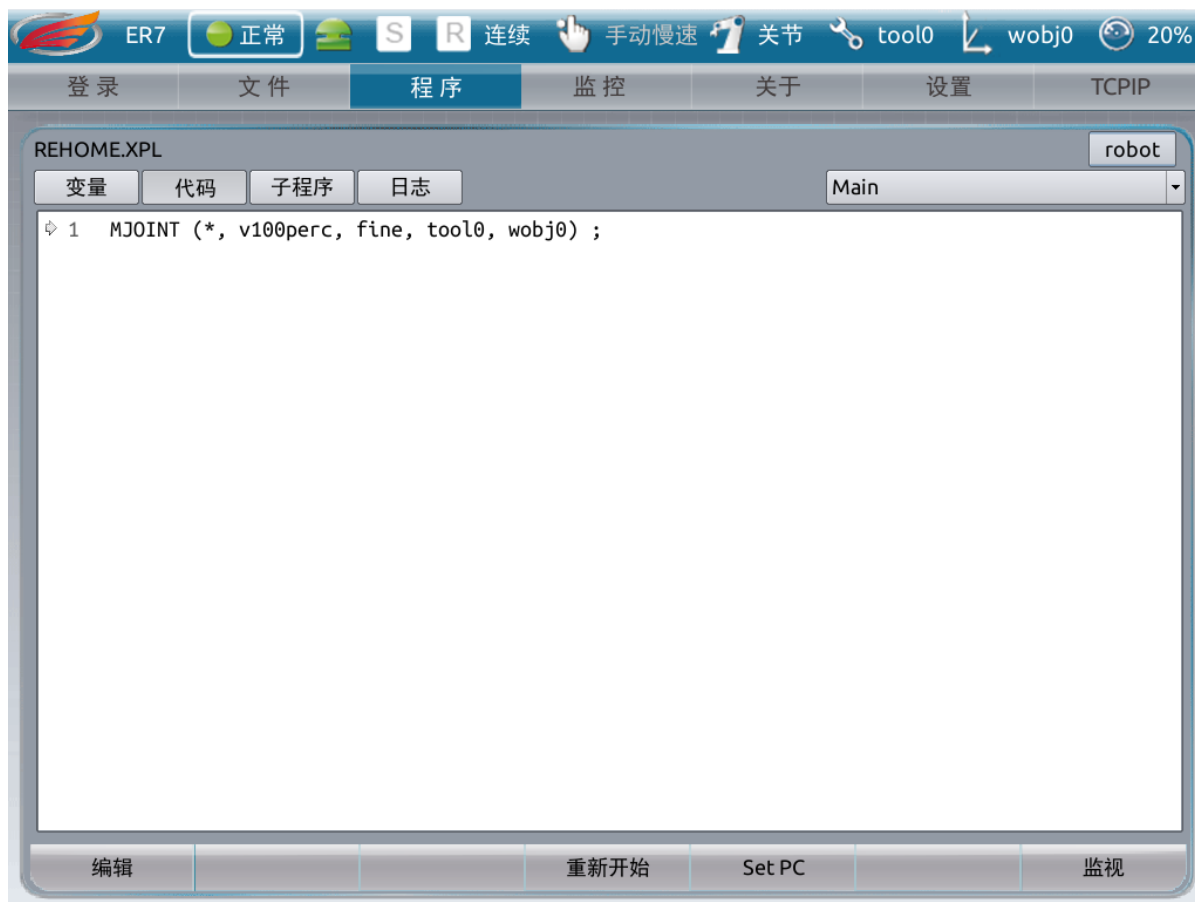 ER7 正常 S R 连续 手动慢速 关节 tool0 wobj0 20%
登录 文件 程序 监控 关于 设置 TCPIP
REHOME.XPL robot
变量 代码 子程序 日志 Main
1 MJOINT (*, v100perc, fine, tool0, wobj0) ;
编辑 重新开始 Set PC 监视